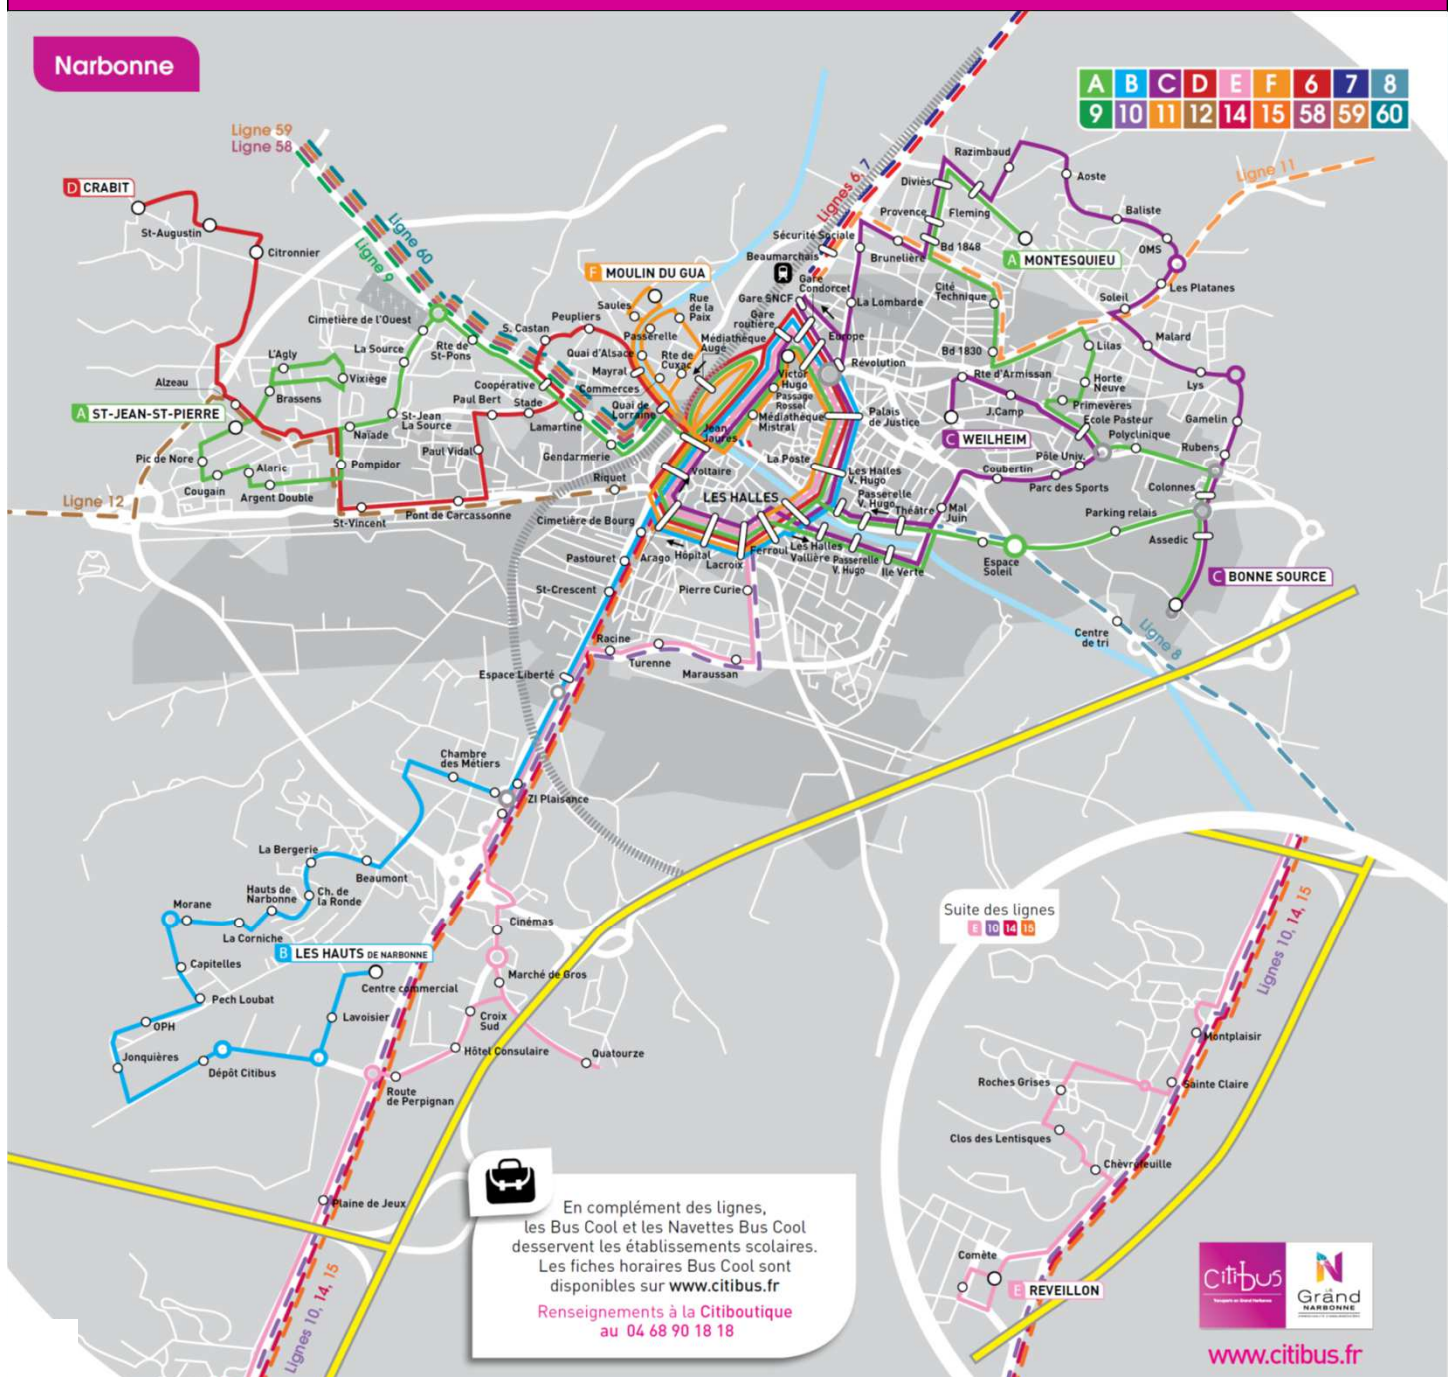 Narbonne
A B C D E F 6 7 8
9 10 11 12 14 15 58 59 60
Ligne 59
Ligne 58
Ligne 60
Ligne 9
Lignes 6, 7
Ligne 11
D CRABIT
St-Augustin
Citronnier
Alzeau
A ST-JEAN-ST-PIERRE
L'Agly
Vixiège
Brassens
Pic de Nore
Cougain
Alaric
Argent Double
Ligne 12
Cimetière de l'Ouest
La Source
Rte de
St-Pons
St-Jean
La Source
Naïade
Pompidor
St-Vincent
Pont de Carcassonne
Paul Vidal
Paul Bert
Stade
Coopérative
S. Castan
Peupliers
Lamartine
Gendarmerie
Riquet
F MOULIN DU GUA
Saules
Rue
de la
Paix
Passerelle
Quai d'Alsace
Mayral
Rte de
Cuxac
Commerces
Quai de
Lorraine
Médiathèque
Augé
Jean
Jaurès
Voltaire
Beaumarchais
Sécurité Sociale
Gare
Condorcet
Gare SNCF
Gare
routière
Europe
Révolution
La Lombarde
Victor
Hugo
Passage
Rossel
Médiathèque
Mistral
Palais
de Justice
La Poste
Les Halles
V. Hugo
LES HALLES
Passerelle
V. Hugo
Théâtre
Mal
Juin
Cimetière de Bourg
Pastouret
St-Crescent
Arago
Hôpital
Lacroix
Ferroul
Les Halles
Vallière
Passerelle
V. Hugo
Ile Verte
Pierre Curie
Racine
Turenne
Maraussan
Espace Liberté
Razimbaud
Diviès
Aoste
Provence
Fleming
Baliste
Bd 1848
OMS
Brunelière
A MONTESQUIEU
Les Platanes
Cité
Technique
Soleil
Malard
Bd 1830
Lilas
Rte d'Armissan
Horte
Neuve
Lys
J.Camp
Primevères
Ecole Pasteur
Gamelin
C WEILHEIM
Polyclinique
Rubens
Pôle Univ.
Coubertin
Parc des Sports
Colonnes
Parking relais
Assedic
Espace
Soleil
C BONNE SOURCE
Centre
de tri
Ligne 8
Chambre
des Métiers
ZI Plaisance
La Bergerie
Beaumont
Hauts de
Narbonne
Ch. de
la Ronde
Morane
La Corniche
B LES HAUTS DE NARBONNE
Capitelles
Centre commercial
Pech Loubat
Lavoisier
OPH
Jonquières
Dépôt Citibus
Cinémas
Marché de Gros
Croix
Sud
Hôtel Consulaire
Quatourze
Route
de Perpignan
Plaine de Jeux
Lignes 10, 14, 15
Suite des lignes
E 10 14 15
Lignes 10, 14, 15
Montplaisir
Roches Grises
Sainte Claire
Clos des Lentisques
Chèvrefeuille
Comète
E REVEILLON
En complément des lignes,
les Bus Cool et les Navettes Bus Cool
desservent les établissements scolaires.
Les fiches horaires Bus Cool sont
disponibles sur www.citibus.fr
Renseignements à la Citiboutique
au 04 68 90 18 18
citibus
LE
Grand
NARBONNE
www.citibus.fr